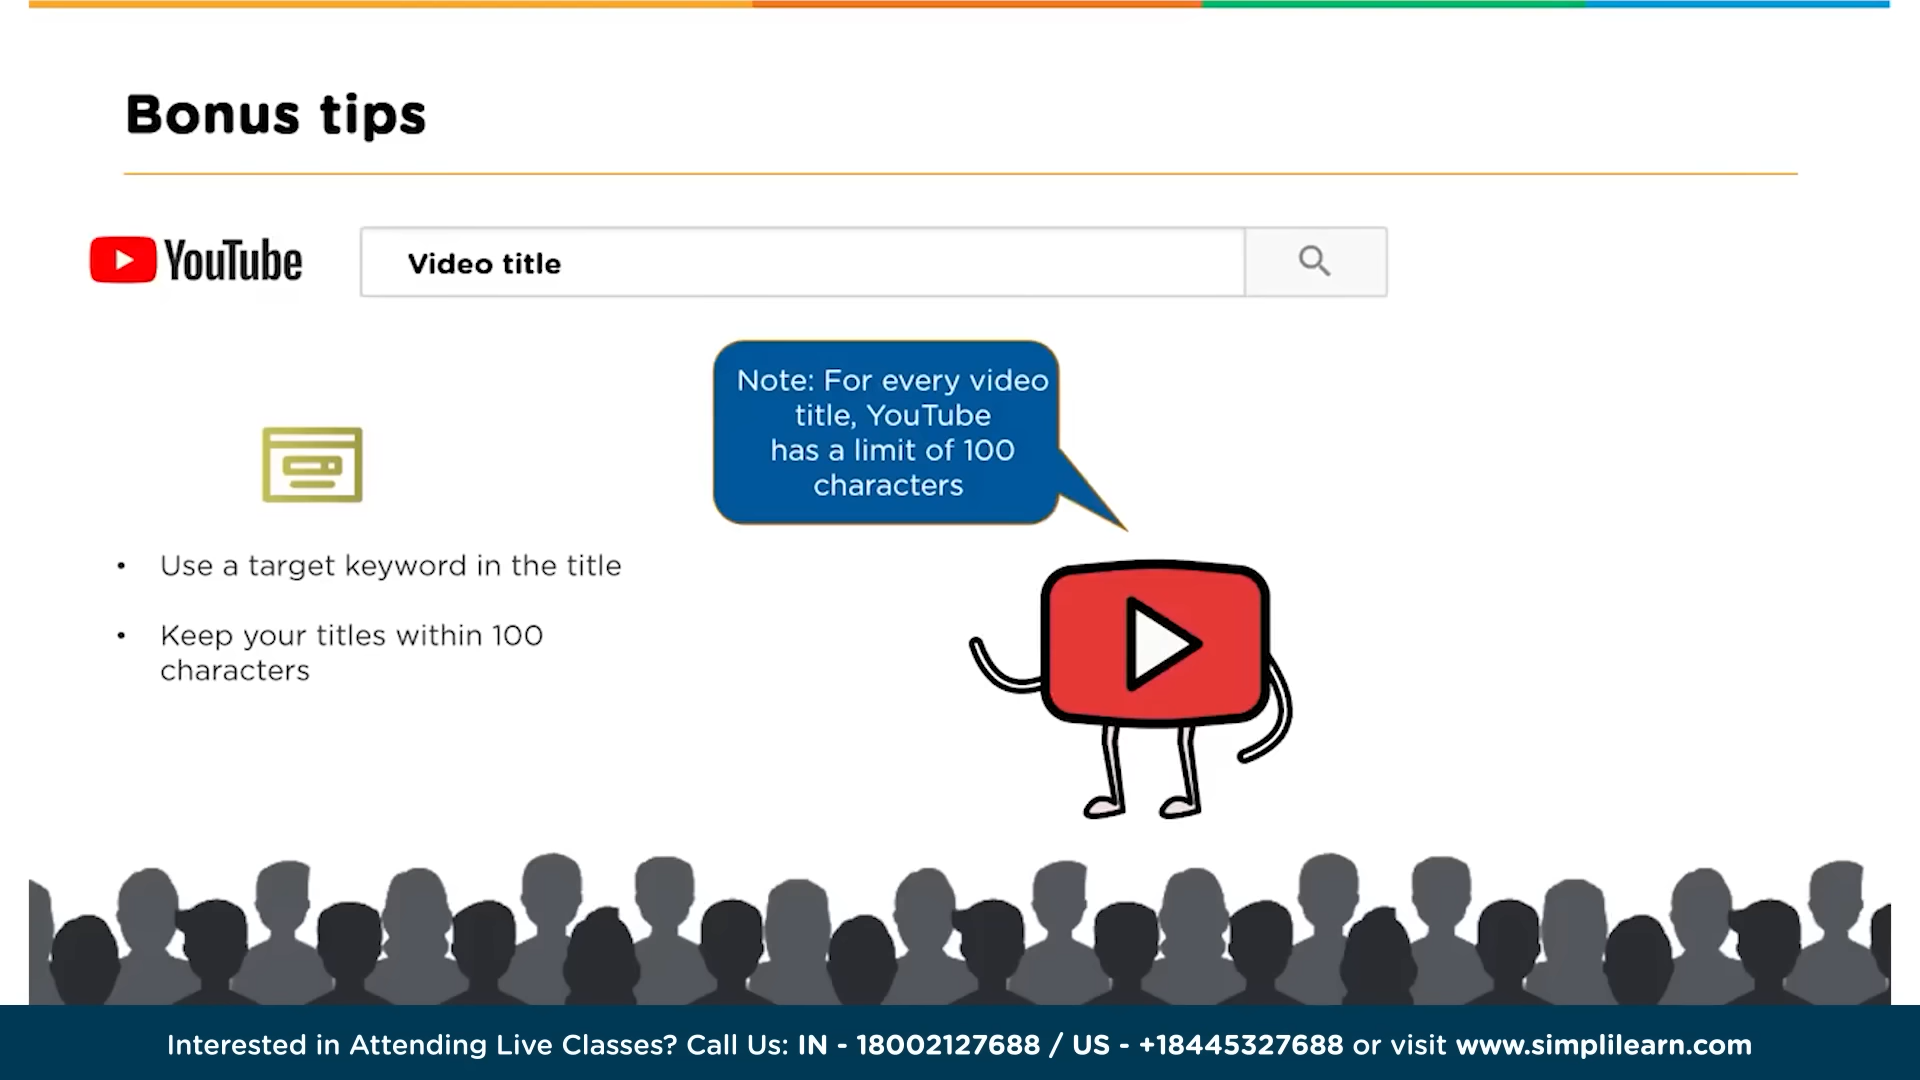 Bonus tips
YouTube
Video title
Note: For every video
title, YouTube
has a limit of 100
characters
• Use a target keyword in the title
• Keep your titles within 100
characters
Interested in Attending Live Classes? Call Us: IN - 18002127688 / US - +18445327688 or visit www.simplilearn.com